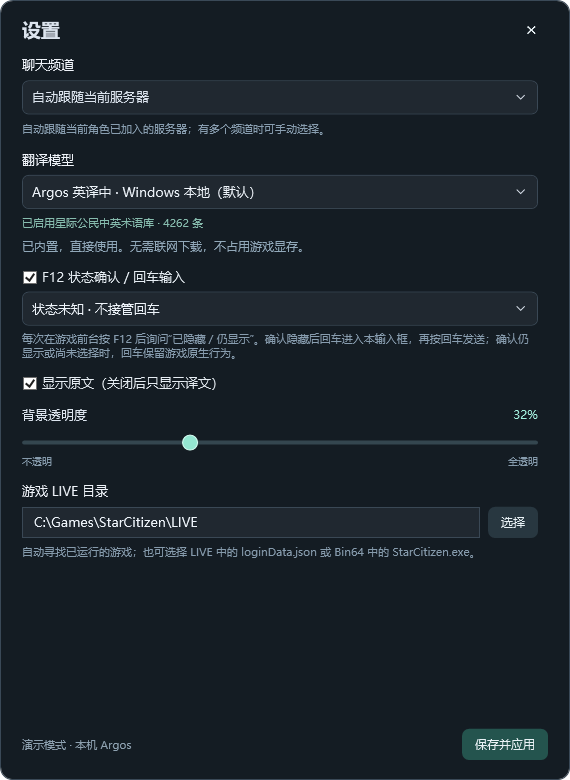 设置
聊天频道
自动跟随当前服务器
自动跟随当前角色已加入的服务器；有多个频道时可手动选择。
翻译模型
Argos 英译中 · Windows 本地（默认）
已启用星际公民中英术语库 · 4262 条
已内置，直接使用。无需联网下载，不占用游戏显存。
F12 状态确认 / 回车输入
状态未知 · 不接管回车
每次在游戏前台按 F12 后询问“已隐藏 / 仍显示”。确认隐藏后回车进入本输入框，再按回车发送；确认仍
显示或尚未选择时，回车保留游戏原生行为。
显示原文（关闭后只显示译文）
背景透明度 32%
不透明 全透明
游戏 LIVE 目录
C:\Games\StarCitizen\LIVE 选择
自动寻找已运行的游戏；也可选择 LIVE 中的 loginData.json 或 Bin64 中的 StarCitizen.exe。
演示模式 · 本机 Argos 保存并应用